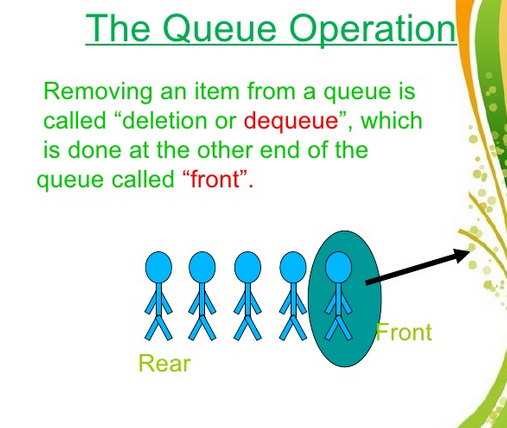 The Queue Operation
Removing an item from a queue is
called “deletion or dequeue”, which
is done at the other end of the
queue called “front”.
Front
Rear